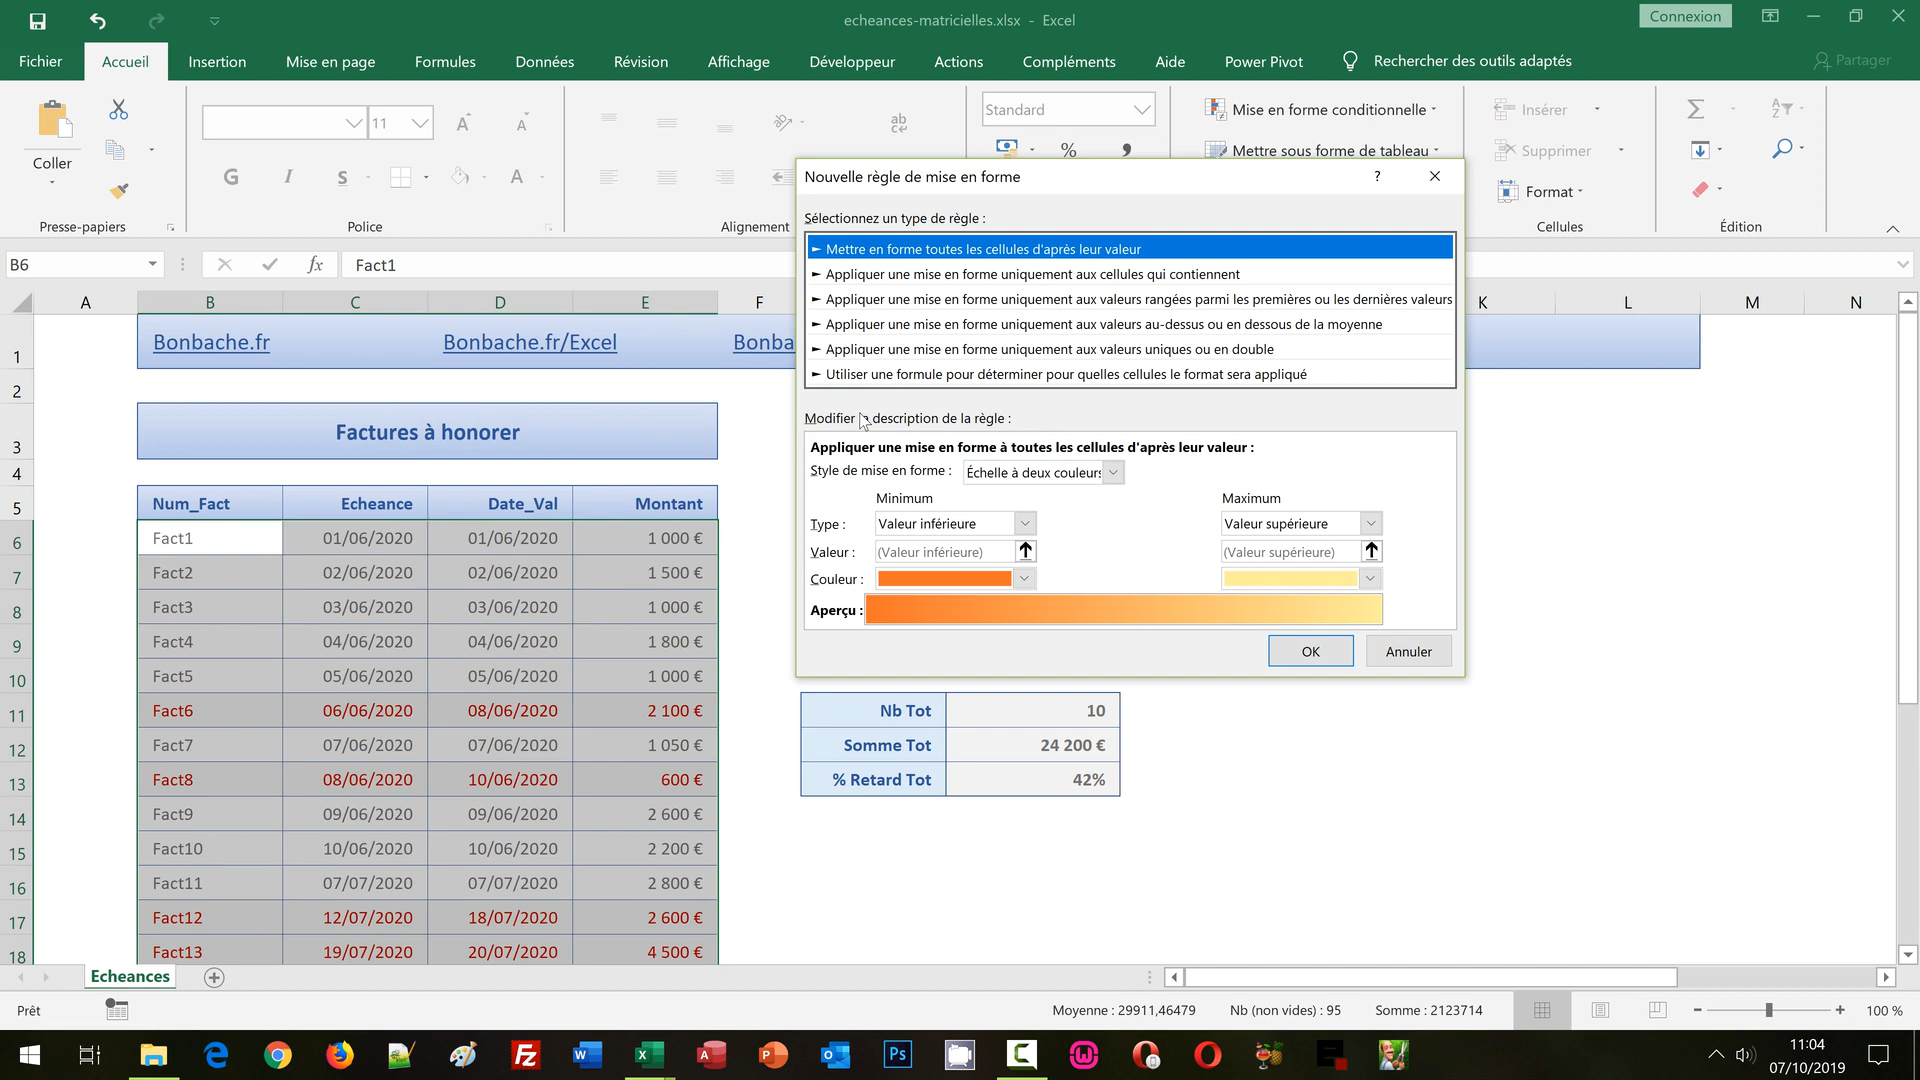 echeances-matricielles.xlsx - Excel
Connexion
Fichier Accueil Insertion Mise en page Formules Données Révision Affichage Développeur Actions Compléments Aide Power Pivot Rechercher des outils adaptés Partager
Coller
Presse-papiers
11
G I S
Police
ab
Alignement
Standard
%
Mise en forme conditionnelle
Mettre sous forme de tableau
Insérer
Supprimer
Format
Cellules
Édition
B6 fx Fact1
A B C D E F K L M N
Nouvelle règle de mise en forme ?
Sélectionnez un type de règle :
► Mettre en forme toutes les cellules d'après leur valeur
► Appliquer une mise en forme uniquement aux cellules qui contiennent
► Appliquer une mise en forme uniquement aux valeurs rangées parmi les premières ou les dernières valeurs
► Appliquer une mise en forme uniquement aux valeurs au-dessus ou en dessous de la moyenne
► Appliquer une mise en forme uniquement aux valeurs uniques ou en double
► Utiliser une formule pour déterminer pour quelles cellules le format sera appliqué
Modifier la description de la règle :
Appliquer une mise en forme à toutes les cellules d'après leur valeur :
Style de mise en forme : Échelle à deux couleurs
Minimum Maximum
Type : Valeur inférieure Valeur supérieure
Valeur : (Valeur inférieure) (Valeur supérieure)
Couleur :
Aperçu :
OK Annuler
1 Bonbache.fr Bonbache.fr/Excel Bonba
2
3 Factures à honorer
4
5 Num_Fact Echeance Date_Val Montant
6 Fact1 01/06/2020 01/06/2020 1 000 €
7 Fact2 02/06/2020 02/06/2020 1 500 €
8 Fact3 03/06/2020 03/06/2020 1 000 €
9 Fact4 04/06/2020 04/06/2020 1 800 €
10 Fact5 05/06/2020 05/06/2020 1 000 €
11 Fact6 06/06/2020 08/06/2020 2 100 € Nb Tot 10
12 Fact7 07/06/2020 07/06/2020 1 050 € Somme Tot 24 200 €
13 Fact8 08/06/2020 10/06/2020 600 € % Retard Tot 42%
14 Fact9 09/06/2020 09/06/2020 2 600 €
15 Fact10 10/06/2020 10/06/2020 2 200 €
16 Fact11 07/07/2020 07/07/2020 2 800 €
17 Fact12 12/07/2020 18/07/2020 2 600 €
18 Fact13 19/07/2020 20/07/2020 4 500 €
Echeances
Prêt Moyenne : 29911,46479 Nb (non vides) : 95 Somme : 2123714 100 %
11:04
07/10/2019